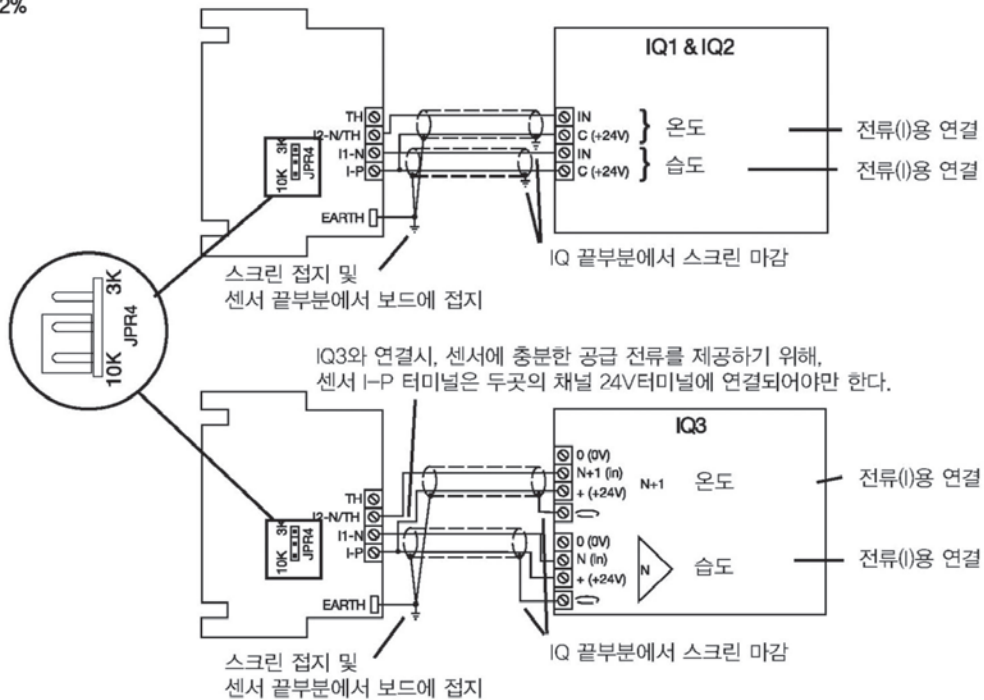 2%
IQ1 & IQ2
TH
I2-N/TH
I1-N
I-P
EARTH
10K 3K
JPR4
IN
C (+24V)
IN
C (+24V)
온도
습도
전류(I)용 연결
전류(I)용 연결
스크린 접지 및
센서 끝부분에서 보드에 접지
IQ 끝부분에서 스크린 마감
10K 3K
JPR4
IQ3와 연결시, 센서에 충분한 공급 전류를 제공하기 위해,
센서 I-P 터미널은 두곳의 채널 24V터미널에 연결되어야만 한다.
IQ3
TH
I2-N/TH
I1-N
I-P
EARTH
10K 3K
JPR4
0 (0V)
N+1 (in)
+ (+24V)
0 (0V)
N (in)
+ (+24V)
N+1
온도
N
습도
전류(I)용 연결
전류(I)용 연결
스크린 접지 및
센서 끝부분에서 보드에 접지
IQ 끝부분에서 스크린 마감